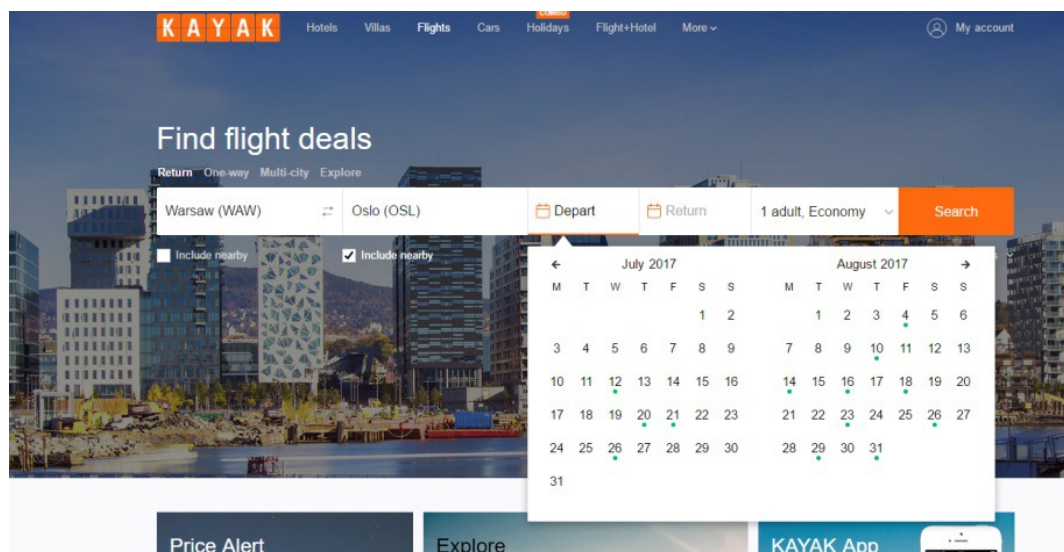 COMBO
KAYAK Hotels Villas Flights Cars Holidays Flight+Hotel More My account
Find flight deals
Return One-way Multi-city Explore
Warsaw (WAW) Oslo (OSL) Depart Return 1 adult, Economy Search
Include nearby Include nearby
July 2017 August 2017
M T W T F S S M T W T F S S
1 2 1 2 3 4 5 6
3 4 5 6 7 8 9 7 8 9 10 11 12 13
10 11 12 13 14 15 16 14 15 16 17 18 19 20
17 18 19 20 21 22 23 21 22 23 24 25 26 27
24 25 26 27 28 29 30 28 29 30 31
31
Price Alert Explore KAYAK App